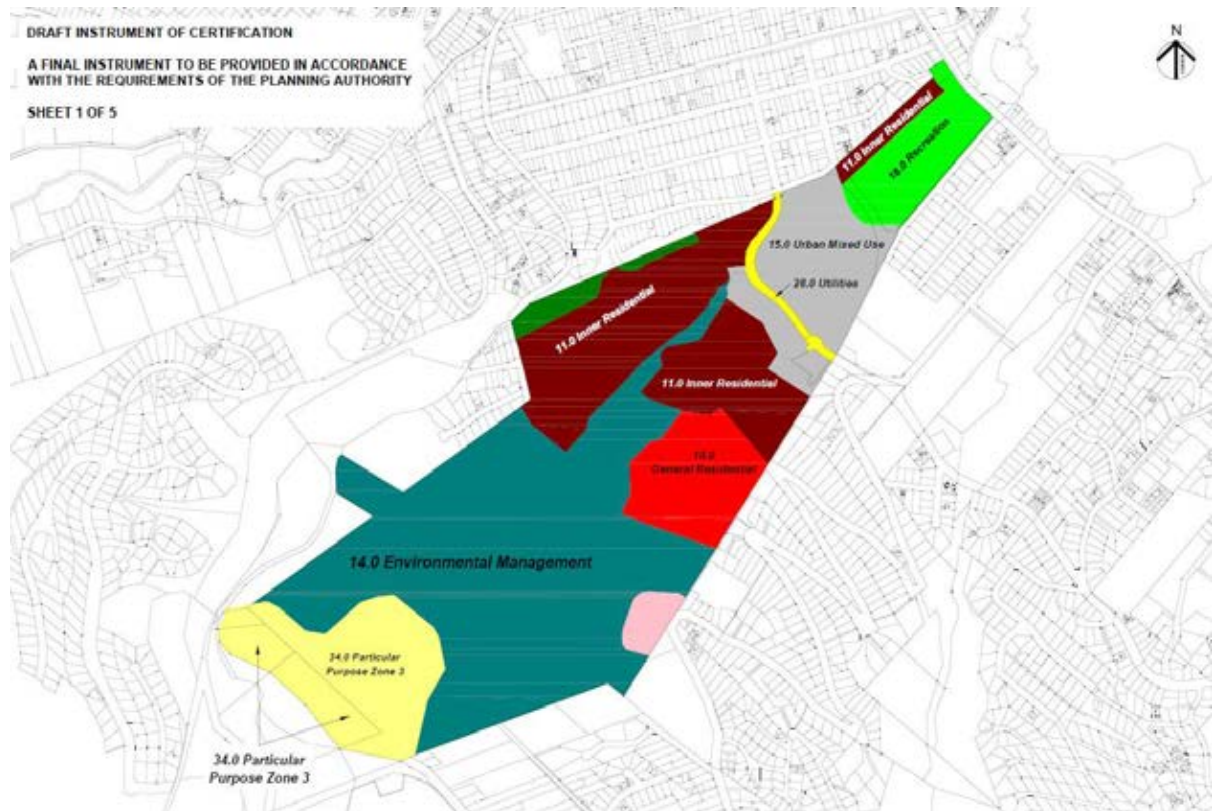 DRAFT INSTRUMENT OF CERTIFICATION
A FINAL INSTRUMENT TO BE PROVIDED IN ACCORDANCE
WITH THE REQUIREMENTS OF THE PLANNING AUTHORITY
SHEET 1 OF 5
N
11.0 Inner Residential
18.0 Recreation
15.0 Urban Mixed Use
28.0 Utilities
11.0 Inner Residential
11.0 Inner Residential
General Residential
14.0 Environmental Management
34.0 Particular
Purpose Zone 3
34.0 Particular
Purpose Zone 3